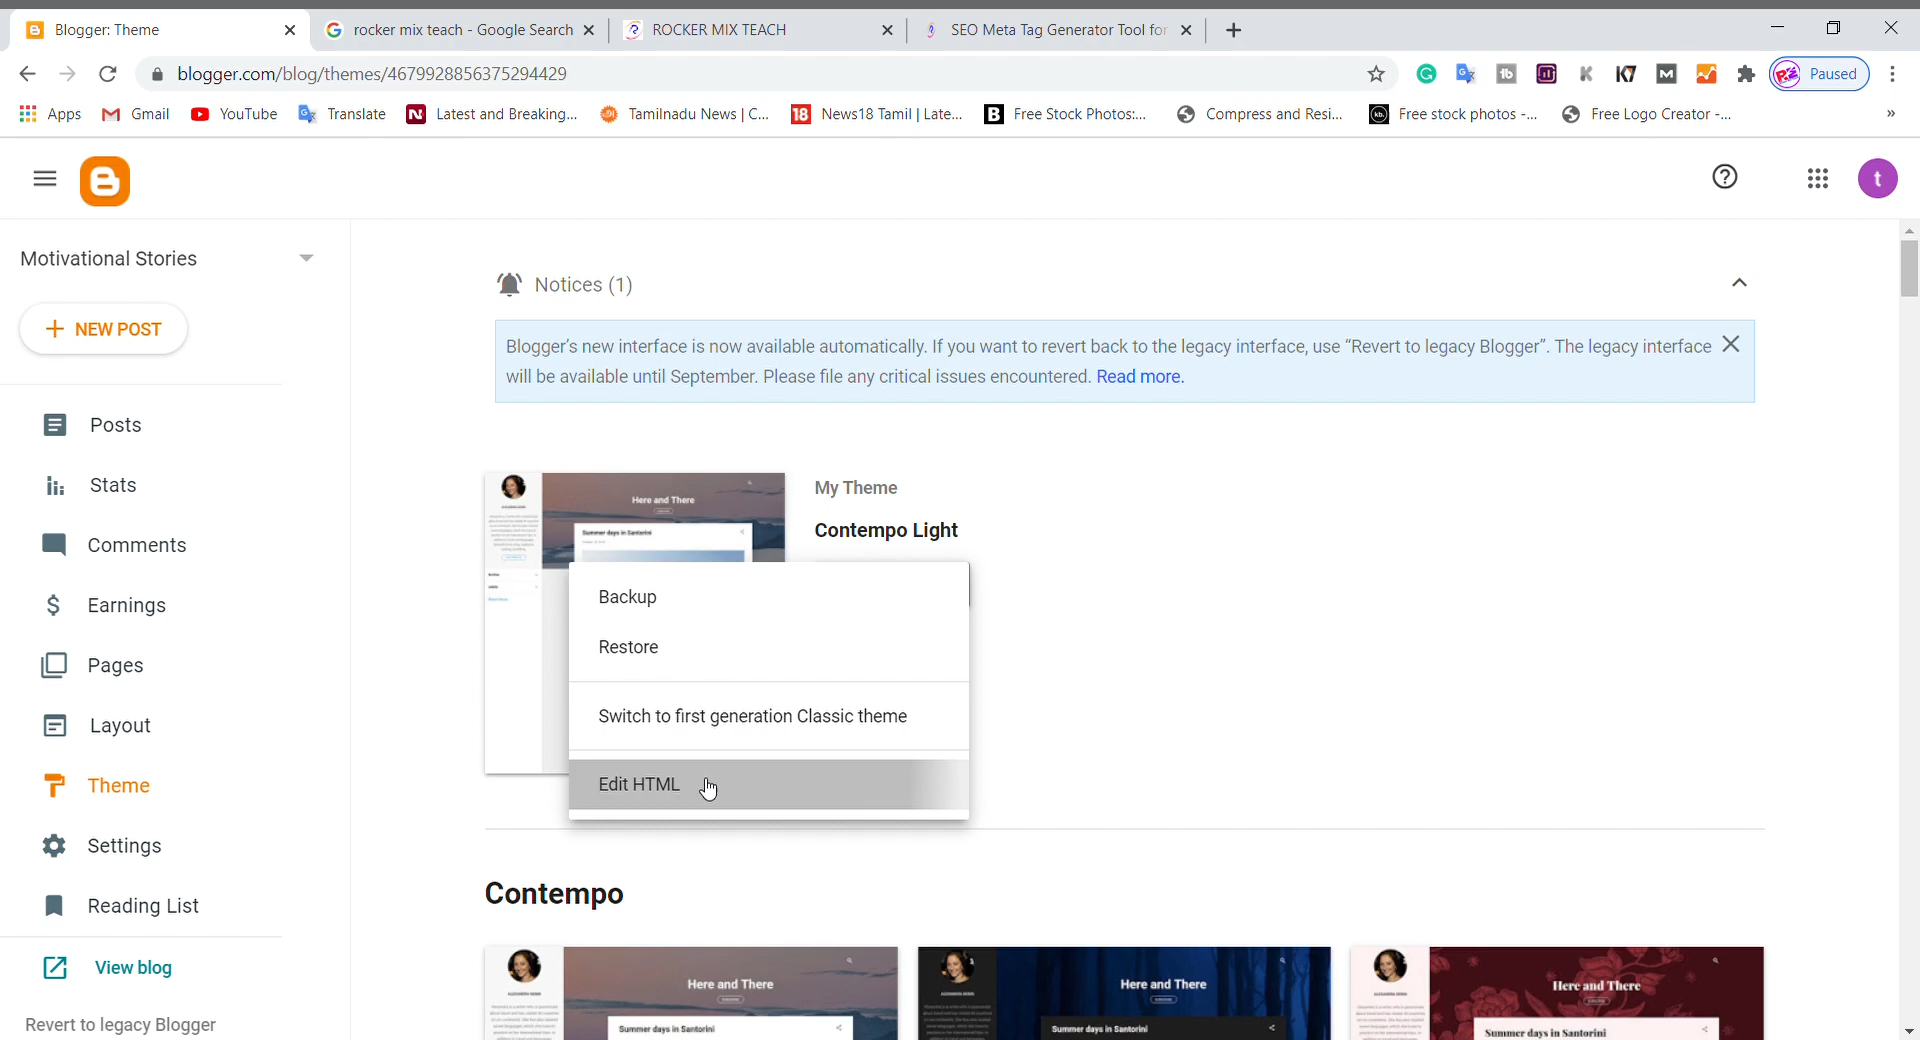 Blogger: Theme
rocker mix teach - Google Search
ROCKER MIX TEACH
SEO Meta Tag Generator Tool for
blogger.com/blog/themes/4679928856375294429
Paused
Apps
Gmail
YouTube
Translate
Latest and Breaking...
Tamilnadu News | C...
News18 Tamil | Late...
Free Stock Photos:...
Compress and Resi...
Free stock photos -...
Free Logo Creator -...
»
t
Motivational Stories
NEW POST
Posts
Stats
Comments
Earnings
Pages
Layout
Theme
Settings
Reading List
View blog
Revert to legacy Blogger
Notices (1)
Blogger's new interface is now available automatically. If you want to revert back to the legacy interface, use “Revert to legacy Blogger”. The legacy interface
will be available until September. Please file any critical issues encountered. Read more.
Here and There
Summer days in Santorini
My Theme
Contempo Light
Backup
Restore
Switch to first generation Classic theme
Edit HTML
Contempo
Here and There
Summer days in Santorini
Here and There
Summer days in Santorini
Here and There
Summer days in Santorini